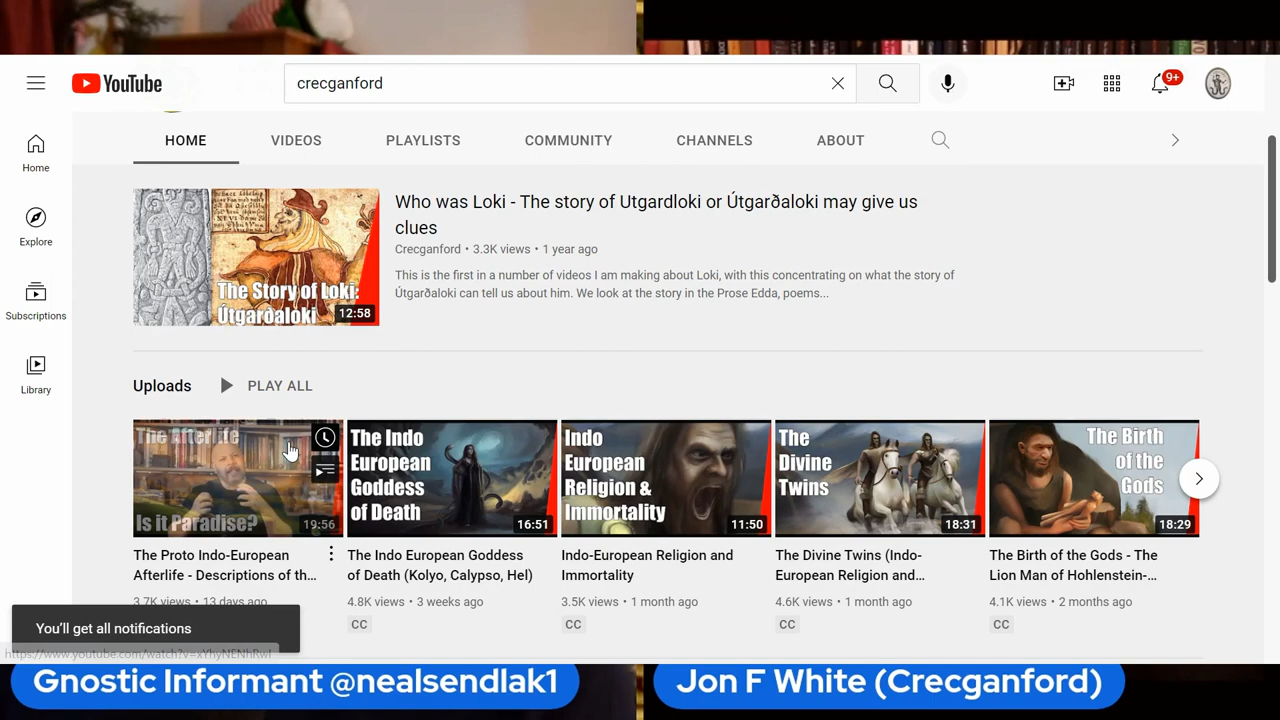 YouTube
crecganford
9+
Home
Explore
Subscriptions
Library
HOME
VIDEOS
PLAYLISTS
COMMUNITY
CHANNELS
ABOUT
The Story of Loki:
Útgarðaloki
12:58
Who was Loki - The story of Utgardloki or Útgarðaloki may give us
clues
Crecganford • 3.3K views • 1 year ago
This is the first in a number of videos I am making about Loki, with this concentrating on what the story of
Útgarðaloki can tell us about him. We look at the story in the Prose Edda, poems...
Uploads
PLAY ALL
The Afterlife
Is it Paradise?
19:56
The Proto Indo-European
Afterlife - Descriptions of th...
3.7K views • 13 days ago
The Indo
European
Goddess
of Death
16:51
The Indo European Goddess
of Death (Kolyo, Calypso, Hel)
4.8K views • 3 weeks ago
CC
Indo
European
Religion &
Immortality
11:50
Indo-European Religion and
Immortality
3.5K views • 1 month ago
CC
The
Divine
Twins
18:31
The Divine Twins (Indo-
European Religion and...
4.6K views • 1 month ago
CC
The Birth
of the
Gods
18:29
The Birth of the Gods - The
Lion Man of Hohlenstein-...
4.1K views • 2 months ago
CC
You'll get all notifications
Gnostic Informant @nealsendlak1
Jon F White (Crecganford)